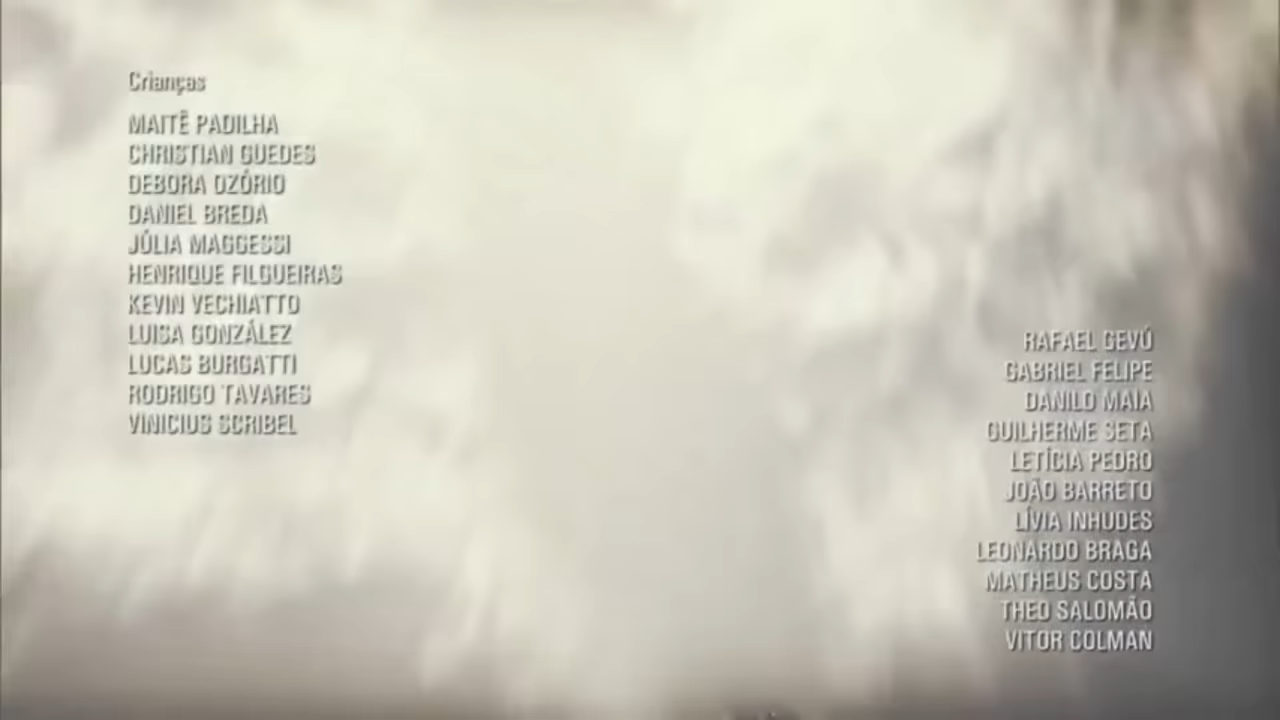 Crianças
MAITÊ PADILHA
CHRISTIAN GUEDES
DEBORA OZÓRIO
DANIEL BREDA
JÚLIA MAGGESSI
HENRIQUE FILGUEIRAS
KEVIN VECHIATTO
LUISA GONZÁLEZ
LUCAS BURGATTI
RODRIGO TAVARES
VINICIUS SCRIBEL
RAFAEL GEVÚ
GABRIEL FELIPE
DANILO MAIA
GUILHERME SETA
LETÍCIA PEDRO
JOÃO BARRETO
LÍVIA INHUDES
LEONARDO BRAGA
MATHEUS COSTA
THEO SALOMÃO
VITOR COLMAN